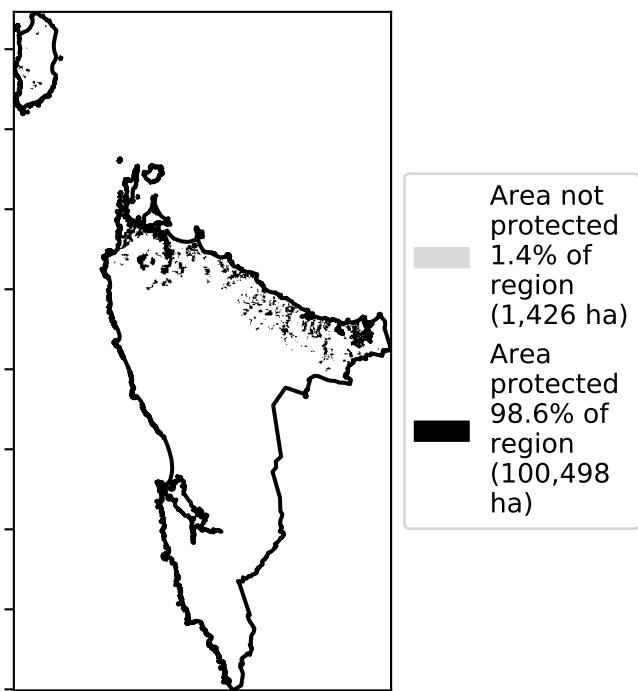 Area not
protected
1.4% of
region
(1,426 ha)
Area
protected
98.6% of
region
(100,498
ha)